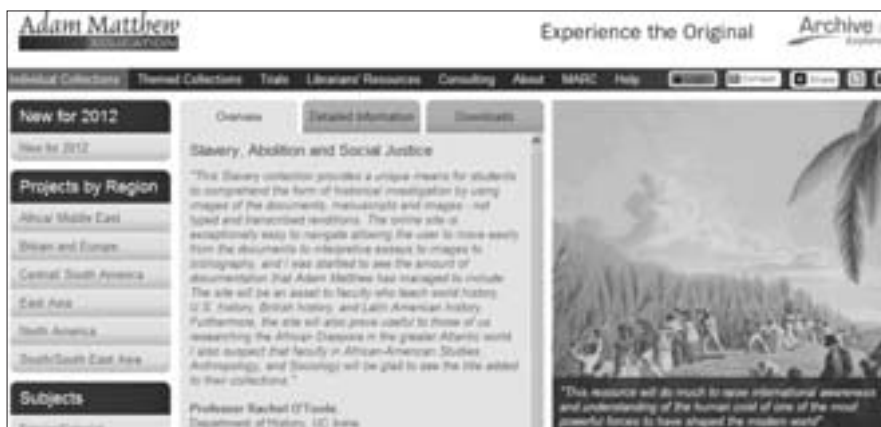 Adam Matthew
EDUCATION
Experience the Original
Archive
Explorer
Individual Collections Themed Collections Trials Librarians' Resources Consulting About MARC Help
Contact
Share
New for 2012
New for 2012
Projects by Region
Africa/ Middle East
Britain and Europe
Central/ South America
East Asia
North America
South/South East Asia
Subjects
Overview Detailed Information Downloads
Slavery, Abolition and Social Justice
"This Slavery collection provides a unique means for students
to comprehend the form of historical investigation by using
images of the documents, manuscripts and images - not
typed and transcribed renditions. The online site is
exceptionally easy to navigate allowing the user to move easily
from the documents to interpretive essays to images to
bibliography, and I was startled to see the amount of
documentation that Adam Matthew has managed to include.
The site will be an asset to faculty who teach world history,
U.S. history, British history, and Latin American history.
Furthermore, the site will also prove useful to those of us
researching the African Diaspora in the greater Atlantic world.
I also suspect that faculty in African-American Studies,
Anthropology, and Sociology will be glad to see the title added
to their collections."
Professor Rachel O'Toole,
Department of History, UC Irvine
"This resource will do much to raise international awareness
and understanding of the human cost of one of the most
powerful forces to have shaped the modern world"